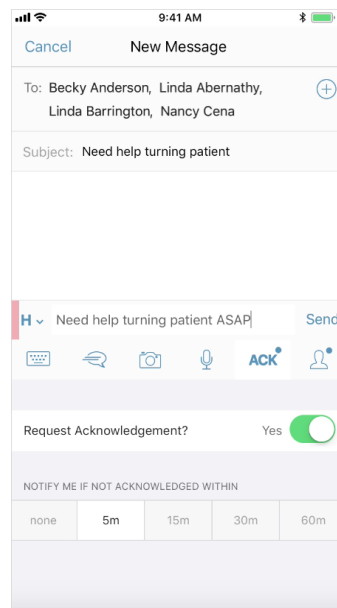 9:41 AM
Cancel New Message
To: Becky Anderson, Linda Abernathy,
Linda Barrington, Nancy Cena
Subject: Need help turning patient
H Need help turning patient ASAP Send
ACK
Request Acknowledgement? Yes
NOTIFY ME IF NOT ACKNOWLEDGED WITHIN
none 5m 15m 30m 60m